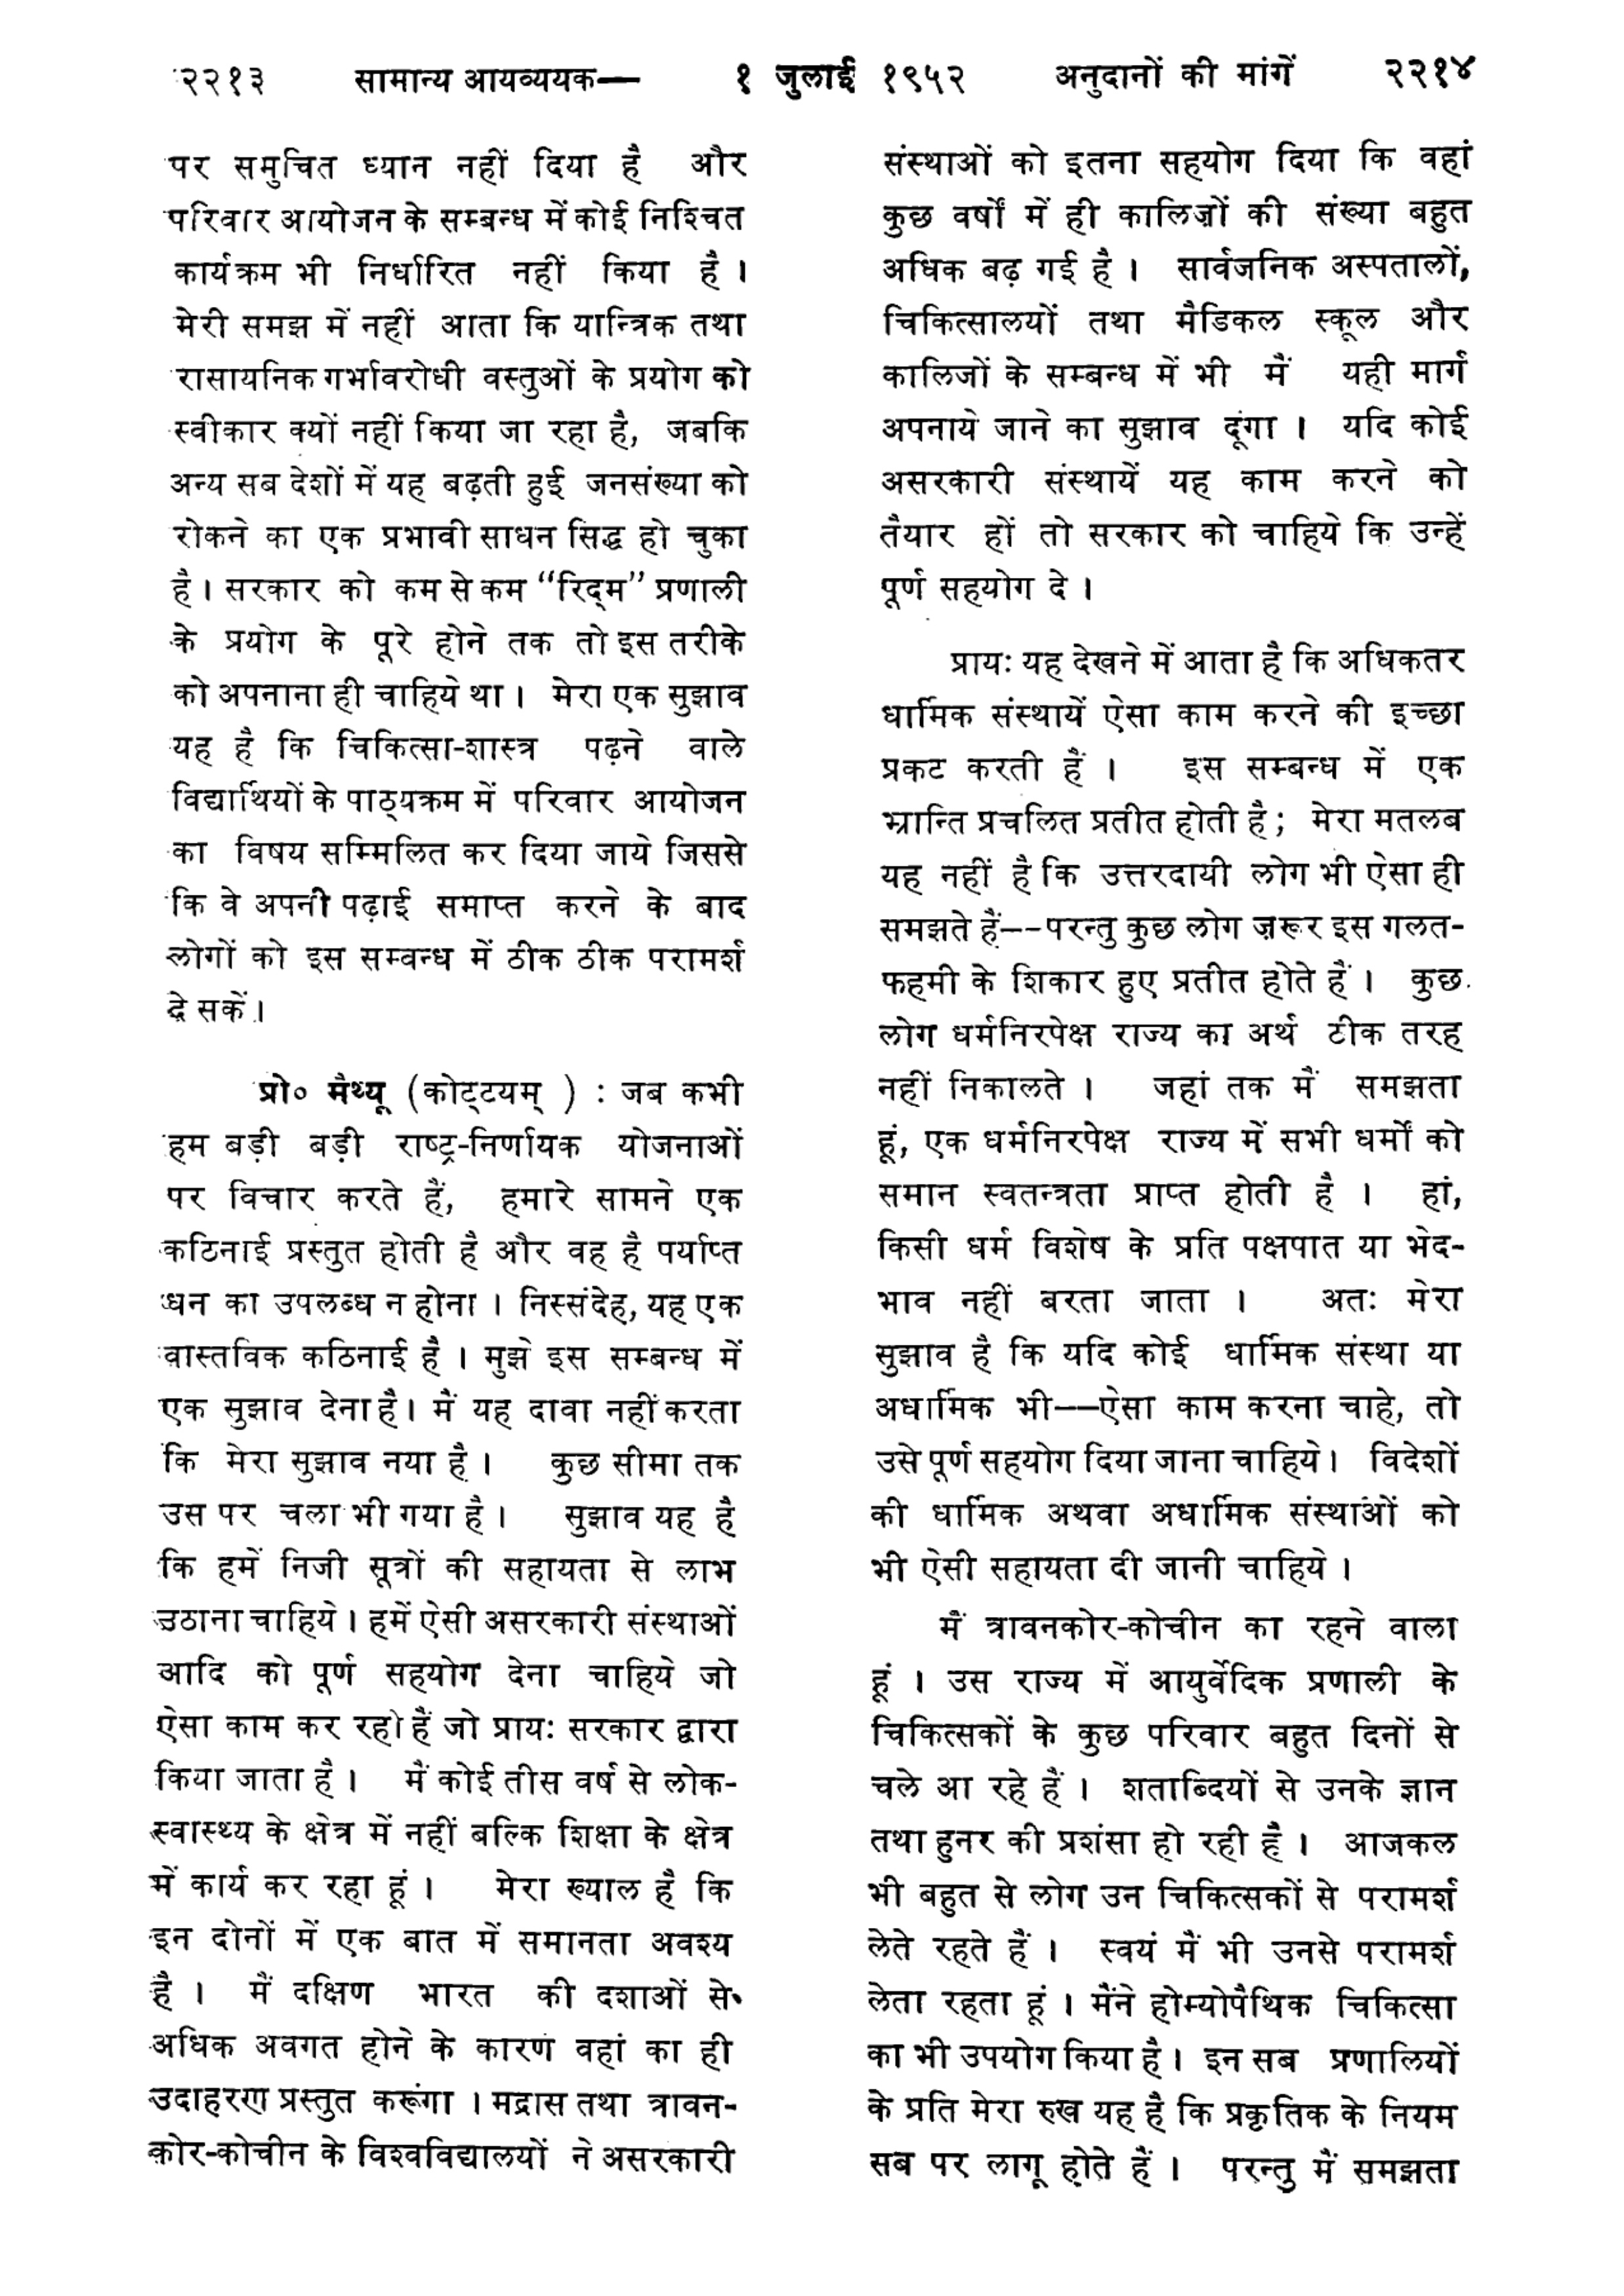 २२१३ सामान्य आयव्ययक— १ जुलाई १९५२ अनुदानों की मांगें २२१४
पर समुचित ध्यान नहीं दिया है और
परिवार आयोजन के सम्बन्ध में कोई निश्चित
कार्यक्रम भी निर्धारित नहीं किया है ।
मेरी समझ में नहीं आता कि यान्त्रिक तथा
रासायनिक गर्भावरोधी वस्तुओं के प्रयोग को
स्वीकार क्यों नहीं किया जा रहा है, जबकि
अन्य सब देशों में यह बढ़ती हुई जनसंख्या को
रोकने का एक प्रभावी साधन सिद्ध हो चुका
है । सरकार को कम से कम “रिद्म” प्रणाली
के प्रयोग के पूरे होने तक तो इस तरीके
को अपनाना ही चाहिये था । मेरा एक सुझाव
यह है कि चिकित्सा-शास्त्र पढ़ने वाले
विद्यार्थियों के पाठ्यक्रम में परिवार आयोजन
का विषय सम्मिलित कर दिया जाये जिससे
कि वे अपनी पढ़ाई समाप्त करने के बाद
लोगों को इस सम्वन्ध में ठीक ठीक परामर्श
दे सकें ।
प्रो० मैथ्यू (कोट्टयम् ) : जब कभी
हम बड़ी बड़ी राष्ट्र-निर्णायक योजनाओं
पर विचार करते हैं, हमारे सामने एक
कठिनाई प्रस्तुत होती है और वह है पर्याप्त
धन का उपलब्ध न होना । निस्संदेह, यह एक
वास्तविक कठिनाई है । मुझे इस सम्बन्ध में
एक सुझाव देना है । मैं यह दावा नहीं करता
कि मेरा सुझाव नया है । कुछ सीमा तक
उस पर चला भी गया है । सुझाव यह है
कि हमें निजी सूत्रों की सहायता से लाभ
उठाना चाहिये । हमें ऐसी असरकारी संस्थाओं
आदि को पूर्ण सहयोग देना चाहिये जो
ऐसा काम कर रही हैं जो प्रायः सरकार द्वारा
किया जाता है । मैं कोई तीस वर्ष से लोक-
स्वास्थ्य के क्षेत्र में नहीं बल्कि शिक्षा के क्षेत्र
में कार्य कर रहा हूं । मेरा ख्याल है कि
इन दोनों में एक बात में समानता अवश्य
है । मैं दक्षिण भारत की दशाओं से
अधिक अवगत होने के कारण वहां का ही
उदाहरण प्रस्तुत करूंगा । मद्रास तथा त्रावन-
कोर-कोचीन के विश्वविद्यालयों ने असरकारी
संस्थाओं को इतना सहयोग दिया कि वहां
कुछ वर्षों में ही कालिज़ों की संख्या बहुत
अधिक बढ़ गई है । सार्वजनिक अस्पतालों,
चिकित्सालयों तथा मैडिकल स्कूल और
कालिजों के सम्बन्ध में भी मैं यही मार्ग
अपनाये जाने का सुझाव दूंगा । यदि कोई
असरकारी संस्थायें यह काम करने को
तैयार हों तो सरकार को चाहिये कि उन्हें
पूर्ण सहयोग दे ।
प्रायः यह देखने में आता है कि अधिकतर
धार्मिक संस्थायें ऐसा काम करने की इच्छा
प्रकट करती हैं । इस सम्बन्ध में एक
भ्रान्ति प्रचलित प्रतीत होती है ; मेरा मतलब
यह नहीं है कि उत्तरदायी लोग भी ऐसा ही
समझते हैं--परन्तु कुछ लोग ज़रूर इस गलत-
फहमी के शिकार हुए प्रतीत होते हैं । कुछ
लोग धर्मनिरपेक्ष राज्य का अर्थ टीक तरह
नहीं निकालते । जहां तक मैं समझता
हूं, एक धर्मनिरपेक्ष राज्य में सभी धर्मों को
समान स्वतन्त्रता प्राप्त होती है । हां,
किसी धर्म विशेष के प्रति पक्षपात या भेद-
भाव नहीं बरता जाता । अतः मेरा
सुझाव है कि यदि कोई धार्मिक संस्था या
अधार्मिक भी--ऐसा काम करना चाहे, तो
उसे पूर्ण सहयोग दिया जाना चाहिये । विदेशों
की धार्मिक अथवा अधार्मिक संस्थाओं को
भी ऐसी सहायता दी जानी चाहिये ।
मैं त्रावनकोर-कोचीन का रहने वाला
हूं । उस राज्य में आयुर्वेदिक प्रणाली के
चिकित्सकों के कुछ परिवार बहुत दिनों से
चले आ रहे हैं । शताब्दियों से उनके ज्ञान
तथा हुनर की प्रशंसा हो रही है । आजकल
भी बहुत से लोग उन चिकित्सकों से परामर्श
लेते रहते हैं । स्वयं मैं भी उनसे परामर्श
लेता रहता हूं । मैंने होम्योपैथिक चिकित्सा
का भी उपयोग किया है । इन सब प्रणालियों
के प्रति मेरा रुख यह है कि प्रकृतिक के नियम
सब पर लागू होते हैं । परन्तु मैं समझता